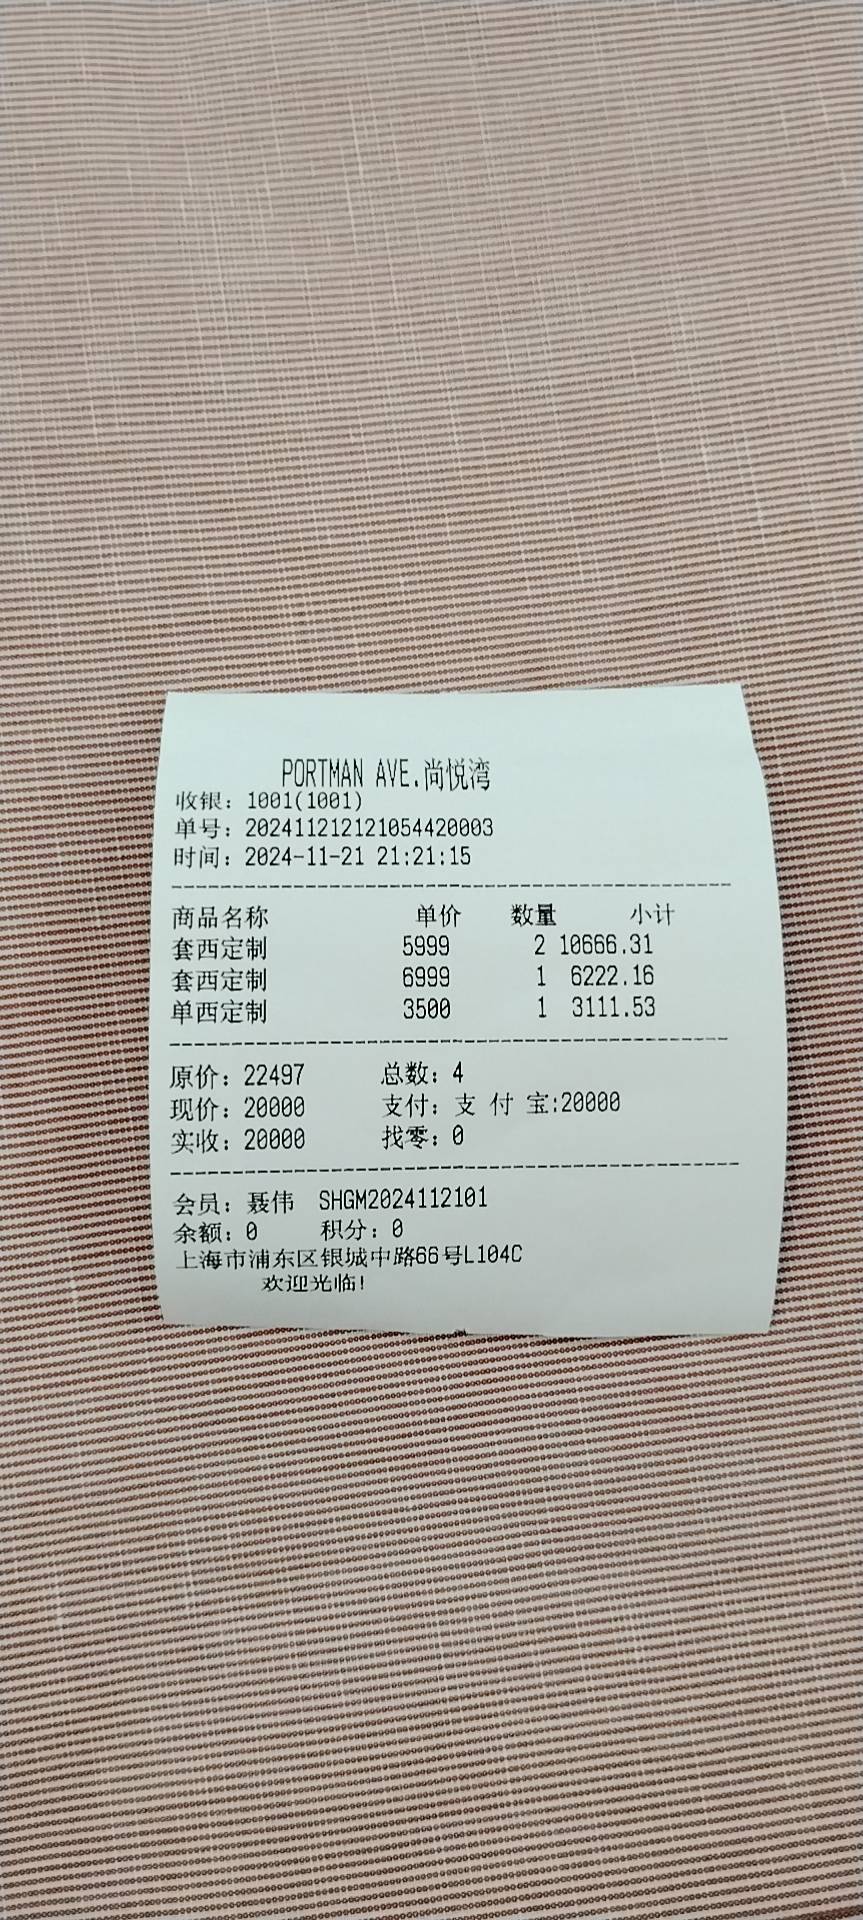 PORTMAN AVE.尚悦湾
收银：1001(1001)
单号：202411212121054420003
时间：2024-11-21 21:21:15
商品名称 单价 数量 小计
套西定制 5999 2 10666.31
套西定制 6999 1 6222.16
单西定制 3500 1 3111.53
原价：22497 总数：4
现价：20000 支付：支 付 宝:20000
实收：20000 找零：0
会员：聂伟 SHGM2024112101
余额：0 积分：0
上海市浦东区银城中路66号L104C
欢迎光临!